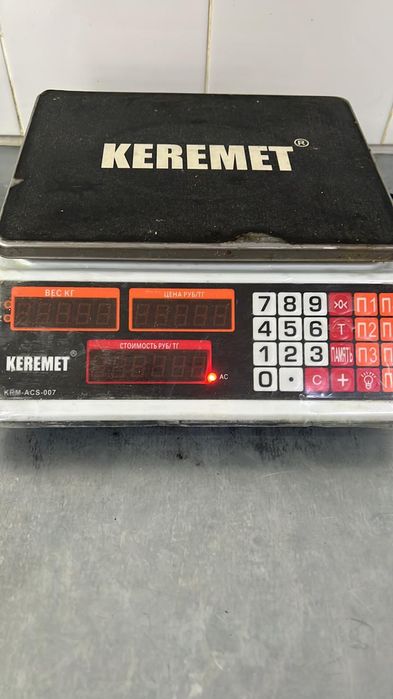 KEREMET®
ВЕС КГ
ЦЕНА РУБ/ТГ
7 8 9 >0< П1 П
4 5 6 T П2 П
KEREMET®
СТОИМОСТЬ РУБ/ТГ
1 2 3 ПАМЯТЬ П3 П
AC
0 . C + П
KRM-ACS-007